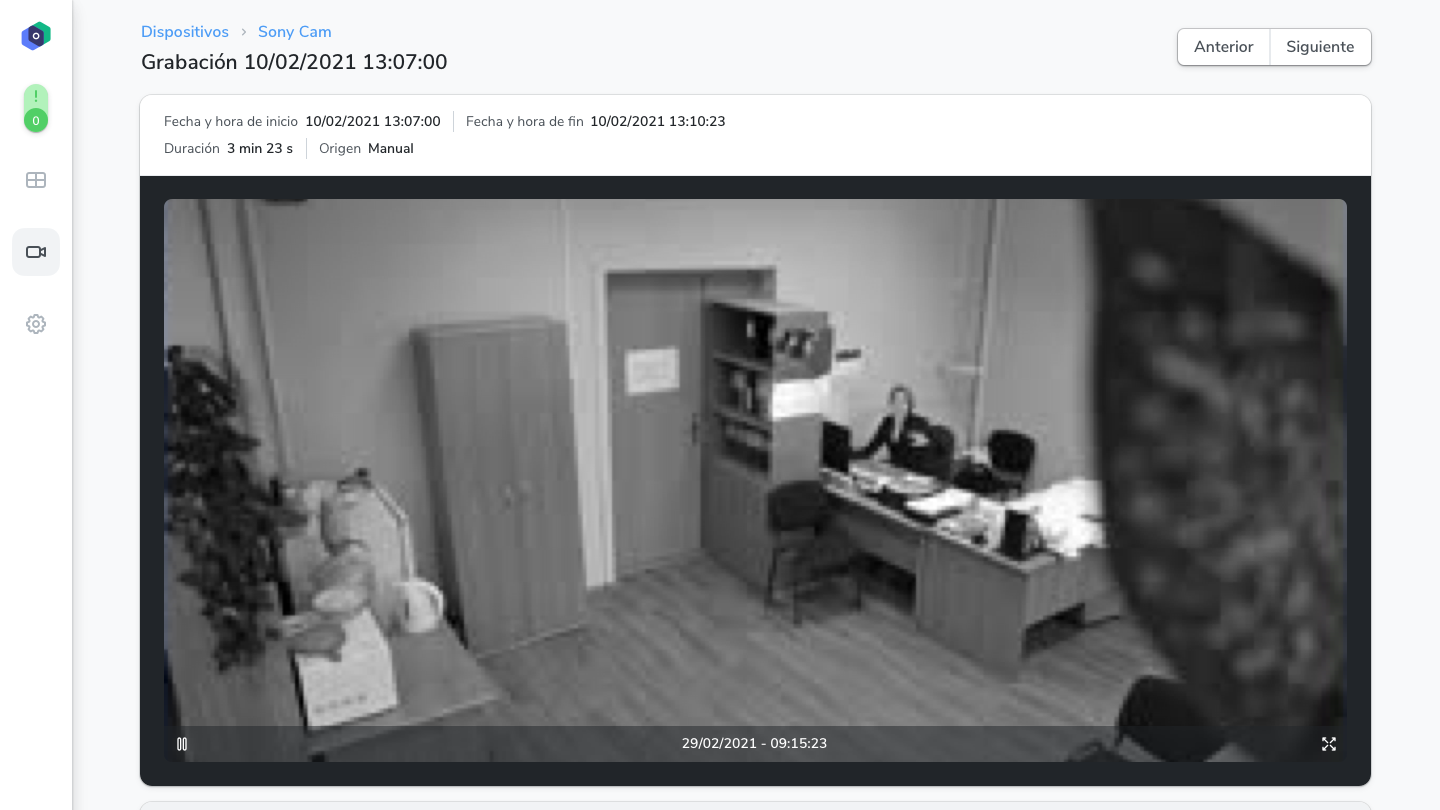 Dispositivos › Sony Cam
Grabación 10/02/2021 13:07:00
Anterior Siguiente
!
0
Fecha y hora de inicio 10/02/2021 13:07:00 Fecha y hora de fin 10/02/2021 13:10:23
Duración 3 min 23 s Origen Manual
29/02/2021 - 09:15:23